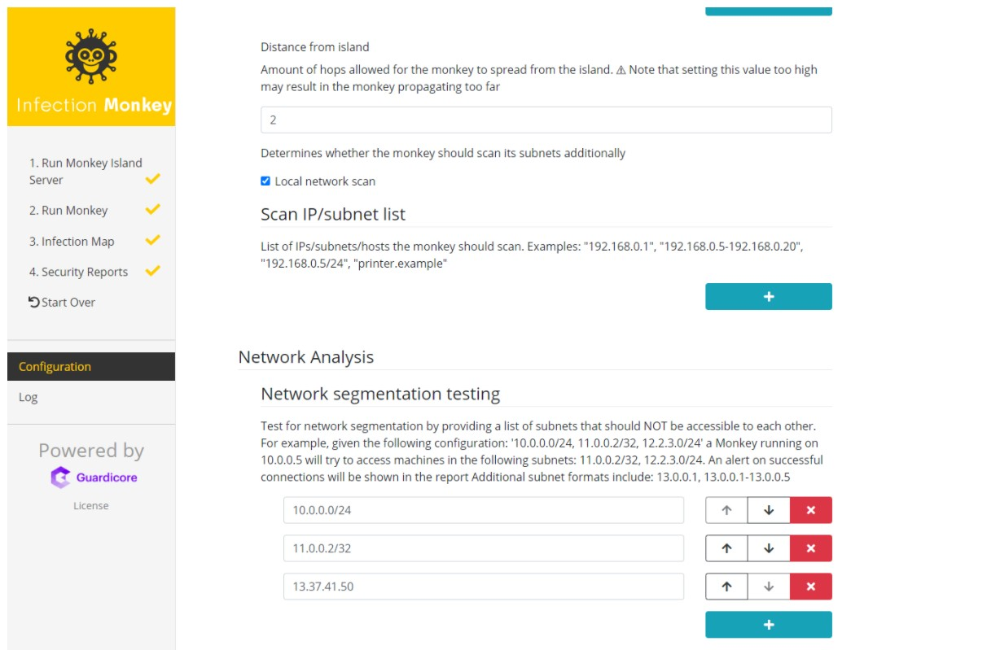 Infection Monkey
1. Run Monkey Island
Server
2. Run Monkey
3. Infection Map
4. Security Reports
Start Over
Configuration
Log
Powered by
Guardicore
License
Distance from island
Amount of hops allowed for the monkey to spread from the island. ⚠ Note that setting this value too high
may result in the monkey propagating too far
2
Determines whether the monkey should scan its subnets additionally
Local network scan
Scan IP/subnet list
List of IPs/subnets/hosts the monkey should scan. Examples: "192.168.0.1", "192.168.0.5-192.168.0.20",
"192.168.0.5/24", "printer.example"
Network Analysis
Network segmentation testing
Test for network segmentation by providing a list of subnets that should NOT be accessible to each other.
For example, given the following configuration: '10.0.0.0/24, 11.0.0.2/32, 12.2.3.0/24' a Monkey running on
10.0.0.5 will try to access machines in the following subnets: 11.0.0.2/32, 12.2.3.0/24. An alert on successful
connections will be shown in the report Additional subnet formats include: 13.0.0.1, 13.0.0.1-13.0.0.5
10.0.0.0/24
11.0.0.2/32
13.37.41.50